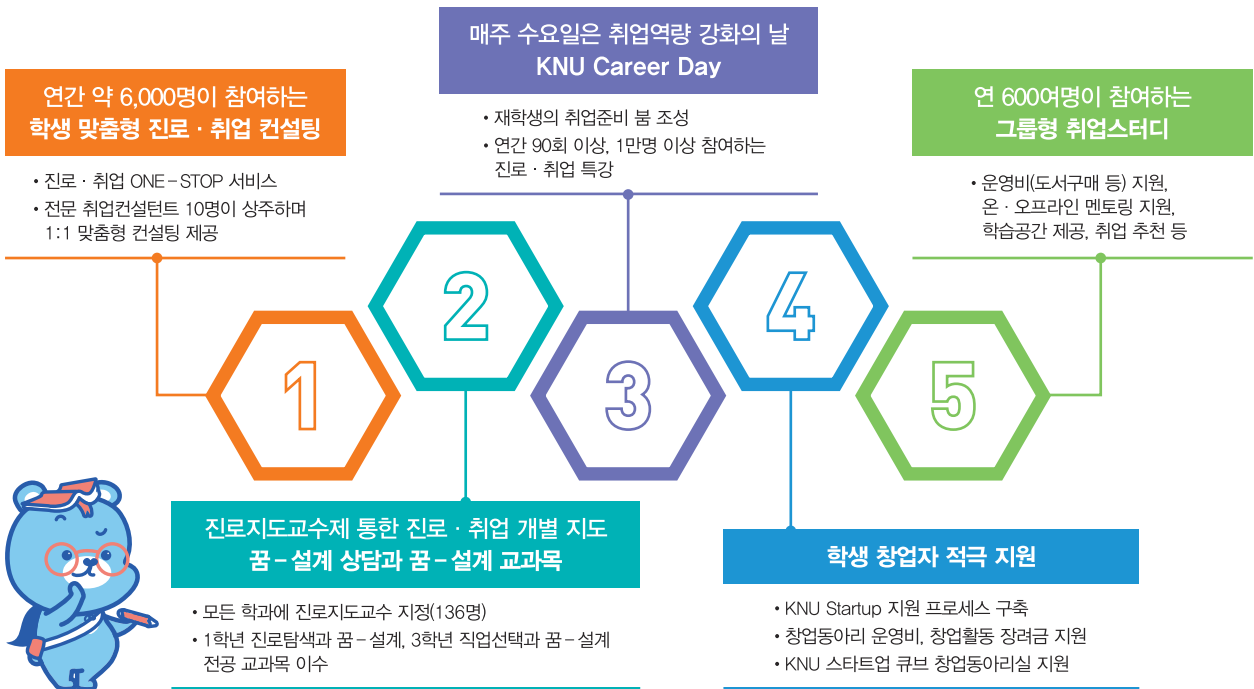 연간 약 6,000명이 참여하는
학생 맞춤형 진로 · 취업 컨설팅
• 진로 · 취업 ONE-STOP 서비스
• 전문 취업컨설턴트 10명이 상주하며
1:1 맞춤형 컨설팅 제공
1
2
진로지도교수제 통한 진로 · 취업 개별 지도
꿈-설계 상담과 꿈-설계 교과목
• 모든 학과에 진로지도교수 지정(136명)
• 1학년 진로탐색과 꿈-설계, 3학년 직업선택과 꿈-설계
전공 교과목 이수
매주 수요일은 취업역량 강화의 날
KNU Career Day
• 재학생의 취업준비 붐 조성
• 연간 90회 이상, 1만명 이상 참여하는
진로 · 취업 특강
3
4
학생 창업자 적극 지원
• KNU Startup 지원 프로세스 구축
• 창업동아리 운영비, 창업활동 장려금 지원
• KNU 스타트업 큐브 창업동아리실 지원
연 600여명이 참여하는
그룹형 취업스터디
• 운영비(도서구매 등) 지원,
온 · 오프라인 멘토링 지원,
학습공간 제공, 취업 추천 등
5